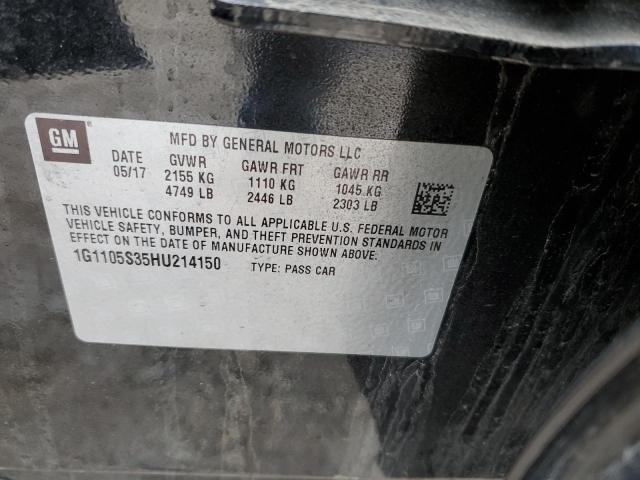 GM
MFD BY GENERAL MOTORS LLC
DATE GVWR GAWR FRT GAWR RR
05/17 2155 KG 1110 KG 1045 KG
4749 LB 2446 LB 2303 LB
THIS VEHICLE CONFORMS TO ALL APPLICABLE U.S. FEDERAL MOTOR
VEHICLE SAFETY, BUMPER, AND THEFT PREVENTION STANDARDS IN
EFFECT ON THE DATE OF MANUFACTURE SHOWN ABOVE.
1G1105S35HU214150 TYPE: PASS CAR